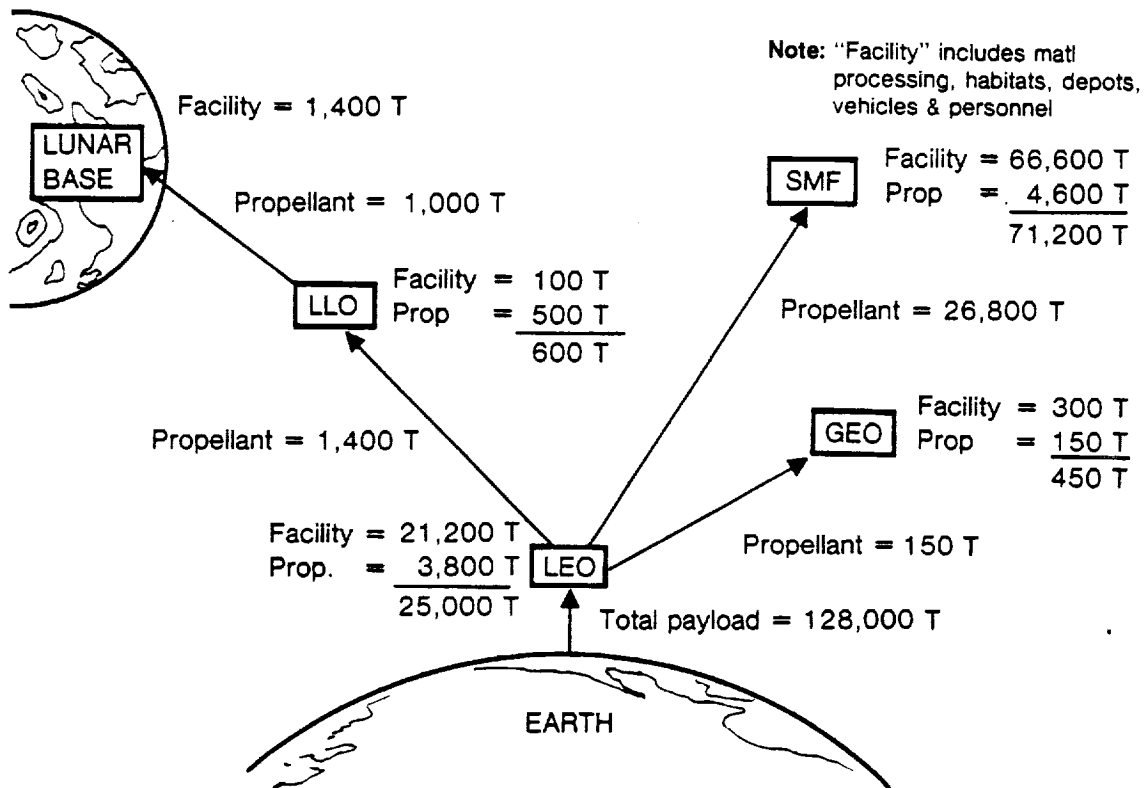 Note: "Facility" includes matl
processing, habitats, depots,
vehicles & personnel
Facility = 1,400 T
LUNAR
BASE
Propellant = 1,000 T
SMF
Facility = 66,600 T
Prop = 4,600 T
71,200 T
LLO
Facility = 100 T
Prop = 500 T
600 T
Propellant = 26,800 T
Propellant = 1,400 T
GEO
Facility = 300 T
Prop = 150 T
450 T
Facility = 21,200 T
Prop. = 3,800 T
25,000 T
LEO
Propellant = 150 T
Total payload = 128,000 T
EARTH